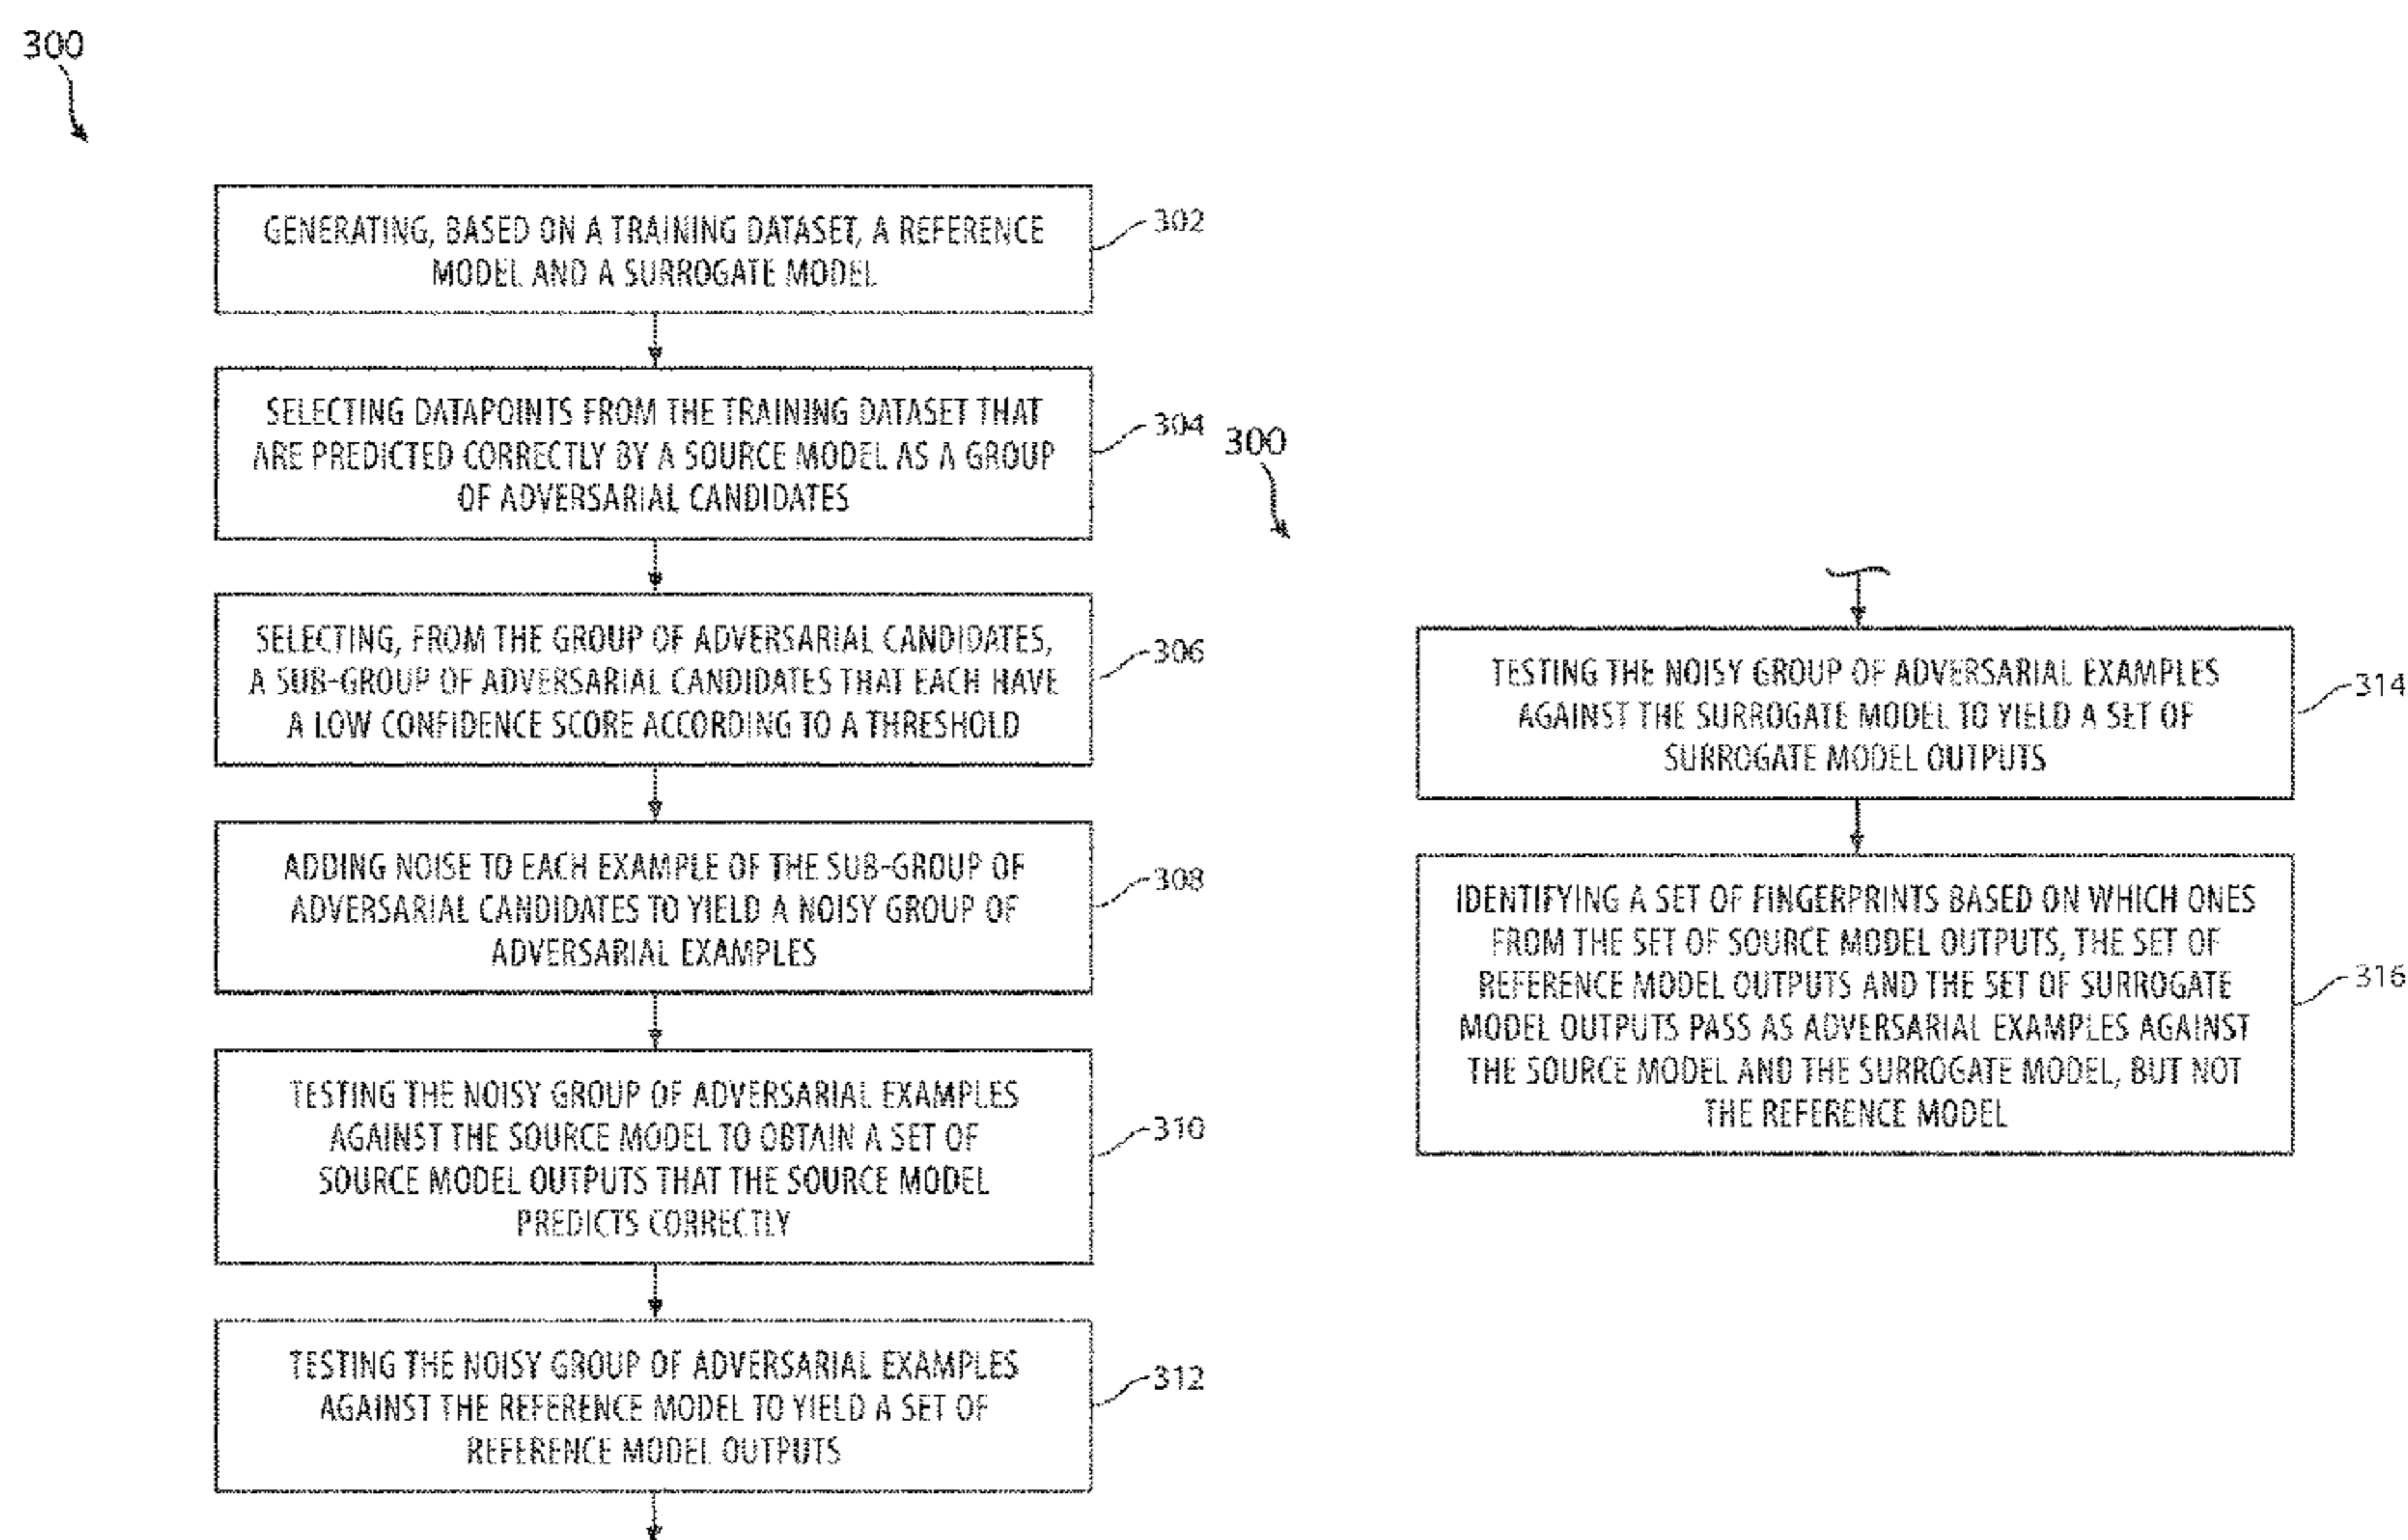 300
GENERATING, BASED ON A TRAINING DATASET, A REFERENCE
MODEL AND A SURROGATE MODEL
302
SELECTING DATAPOINTS FROM THE TRAINING DATASET THAT
ARE PREDICTED CORRECTLY BY A SOURCE MODEL AS A GROUP
OF ADVERSARIAL CANDIDATES
304
SELECTING, FROM THE GROUP OF ADVERSARIAL CANDIDATES,
A SUB-GROUP OF ADVERSARIAL CANDIDATES THAT EACH HAVE
A LOW CONFIDENCE SCORE ACCORDING TO A THRESHOLD
306
ADDING NOISE TO EACH EXAMPLE OF THE SUB-GROUP OF
ADVERSARIAL CANDIDATES TO YIELD A NOISY GROUP OF
ADVERSARIAL EXAMPLES
308
TESTING THE NOISY GROUP OF ADVERSARIAL EXAMPLES
AGAINST THE SOURCE MODEL TO OBTAIN A SET OF
SOURCE MODEL OUTPUTS THAT THE SOURCE MODEL
PREDICTS CORRECTLY
310
TESTING THE NOISY GROUP OF ADVERSARIAL EXAMPLES
AGAINST THE REFERENCE MODEL TO YIELD A SET OF
REFERENCE MODEL OUTPUTS
312
300
TESTING THE NOISY GROUP OF ADVERSARIAL EXAMPLES
AGAINST THE SURROGATE MODEL TO YIELD A SET OF
SURROGATE MODEL OUTPUTS
314
IDENTIFYING A SET OF FINGERPRINTS BASED ON WHICH ONES
FROM THE SET OF SOURCE MODEL OUTPUTS, THE SET OF
REFERENCE MODEL OUTPUTS AND THE SET OF SURROGATE
MODEL OUTPUTS PASS AS ADVERSARIAL EXAMPLES AGAINST
THE SOURCE MODEL AND THE SURROGATE MODEL, BUT NOT
THE REFERENCE MODEL
316